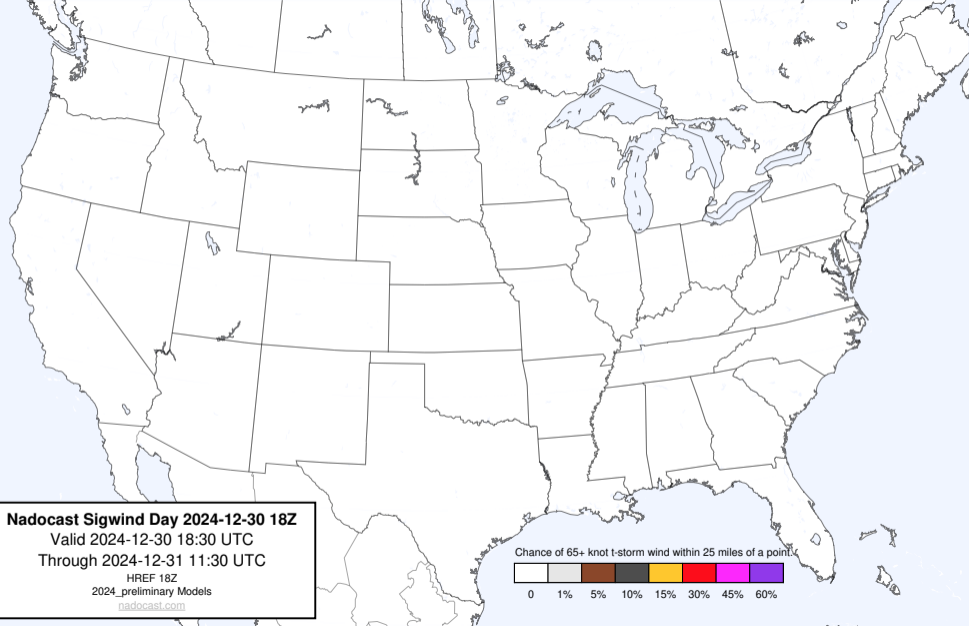 Nadocast Sigwind Day 2024-12-30 18Z
Valid 2024-12-30 18:30 UTC
Through 2024-12-31 11:30 UTC
HREF 18Z
2024_preliminary Models
nadocast.com
Chance of 65+ knot t-storm wind within 25 miles of a point.
0 1% 5% 10% 15% 30% 45% 60%